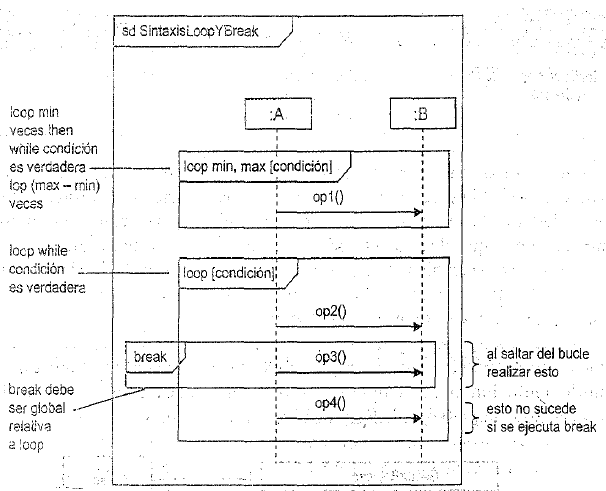 sd SintaxisLoopYBreak
:A
:B
loop min
veces then
while condición
es verdadera
lop (max – min)
veces
loop min, max [condición]
op1()
loop while
condición
es verdadera
loop [condición]
op2()
break
op3()
al saltar del bucle
realizar esto
break debe
ser global
relativa
a loop
op4()
esto no sucede
si se ejecuta break